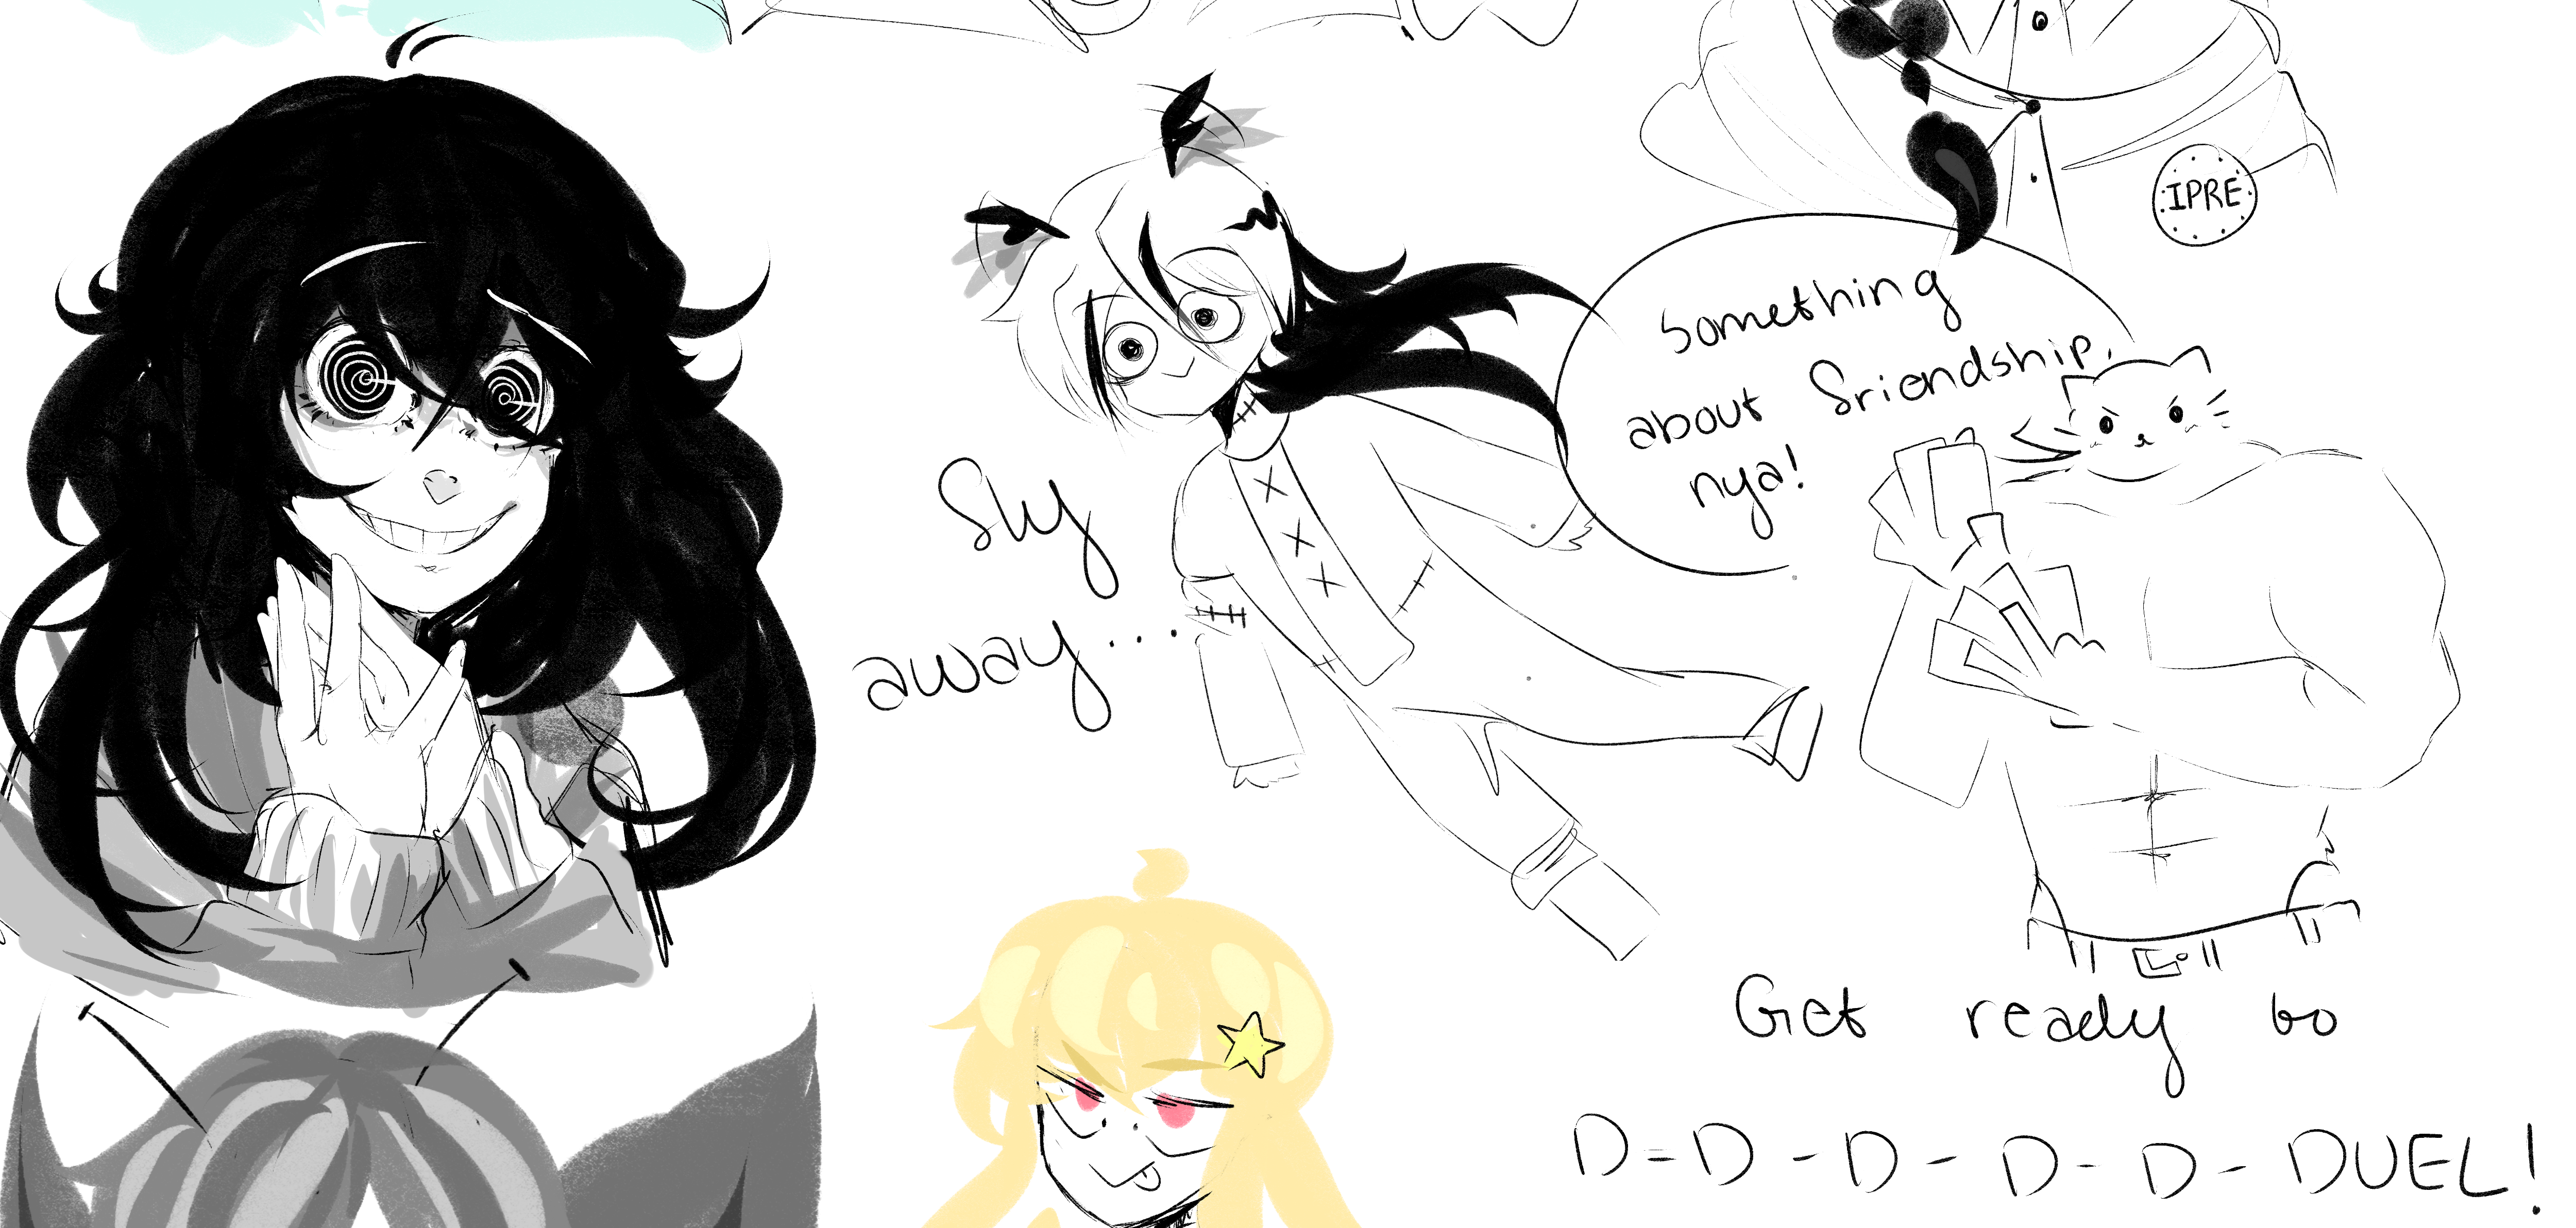 IPRE
Something
about friendship,
nya!
fly
away...
Get ready to
D-D-D-D-D-DUEL!